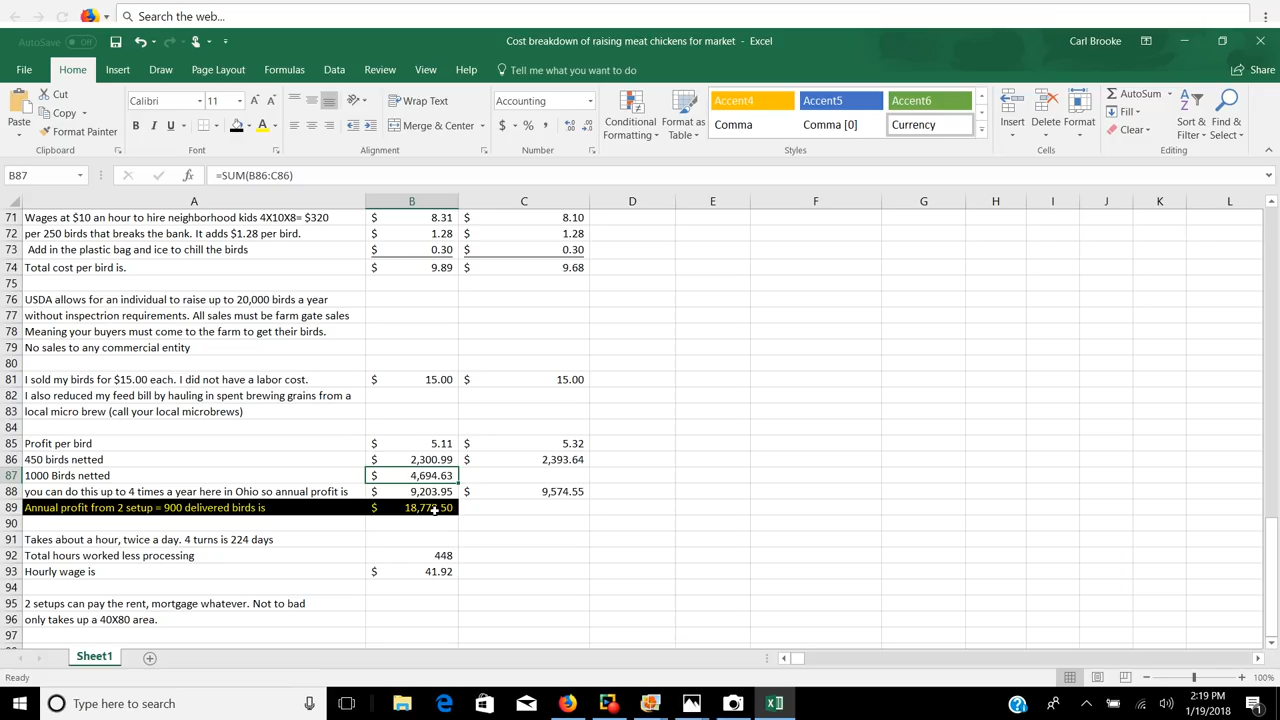 Search the web...
AutoSave Off
Cost breakdown of raising meat chickens for market - Excel
Carl Brooke
File Home Insert Draw Page Layout Formulas Data Review View Help Tell me what you want to do Share
Paste
Cut
Copy
Format Painter
Clipboard
Calibri 11
B I U
Font
Wrap Text
Merge & Center
Alignment
Accounting
$ % ,
Number
Conditional Formatting
Format as Table
Accent4 Accent5 Accent6
Comma Comma [0] Currency
Styles
Insert Delete Format
Cells
AutoSum
Fill
Clear
Sort & Filter
Find & Select
Editing
B87 fx =SUM(B86:C86)
A B C D E F G H I J K L
71 Wages at $10 an hour to hire neighborhood kids 4X10X8= $320 $ 8.31 $ 8.10
72 per 250 birds that breaks the bank. It adds $1.28 per bird. $ 1.28 $ 1.28
73 Add in the plastic bag and ice to chill the birds $ 0.30 $ 0.30
74 Total cost per bird is. $ 9.89 $ 9.68
75
76 USDA allows for an individual to raise up to 20,000 birds a year
77 without inspectrion requirements. All sales must be farm gate sales
78 Meaning your buyers must come to the farm to get their birds.
79 No sales to any commercial entity
80
81 I sold my birds for $15.00 each. I did not have a labor cost. $ 15.00 $ 15.00
82 I also reduced my feed bill by hauling in spent brewing grains from a
83 local micro brew (call your local microbrews)
84
85 Profit per bird $ 5.11 $ 5.32
86 450 birds netted $ 2,300.99 $ 2,393.64
87 1000 Birds netted $ 4,694.63
88 you can do this up to 4 times a year here in Ohio so annual profit is $ 9,203.95 $ 9,574.55
89 Annual profit from 2 setup = 900 delivered birds is $
90
91 Takes about a hour, twice a day. 4 turns is 224 days
92 Total hours worked less processing 448
93 Hourly wage is $ 41.92
94
95 2 setups can pay the rent, mortgage whatever. Not to bad
96 only takes up a 40X80 area.
97
Sheet1
Ready
100%
Type here to search
2:19 PM
1/19/2018